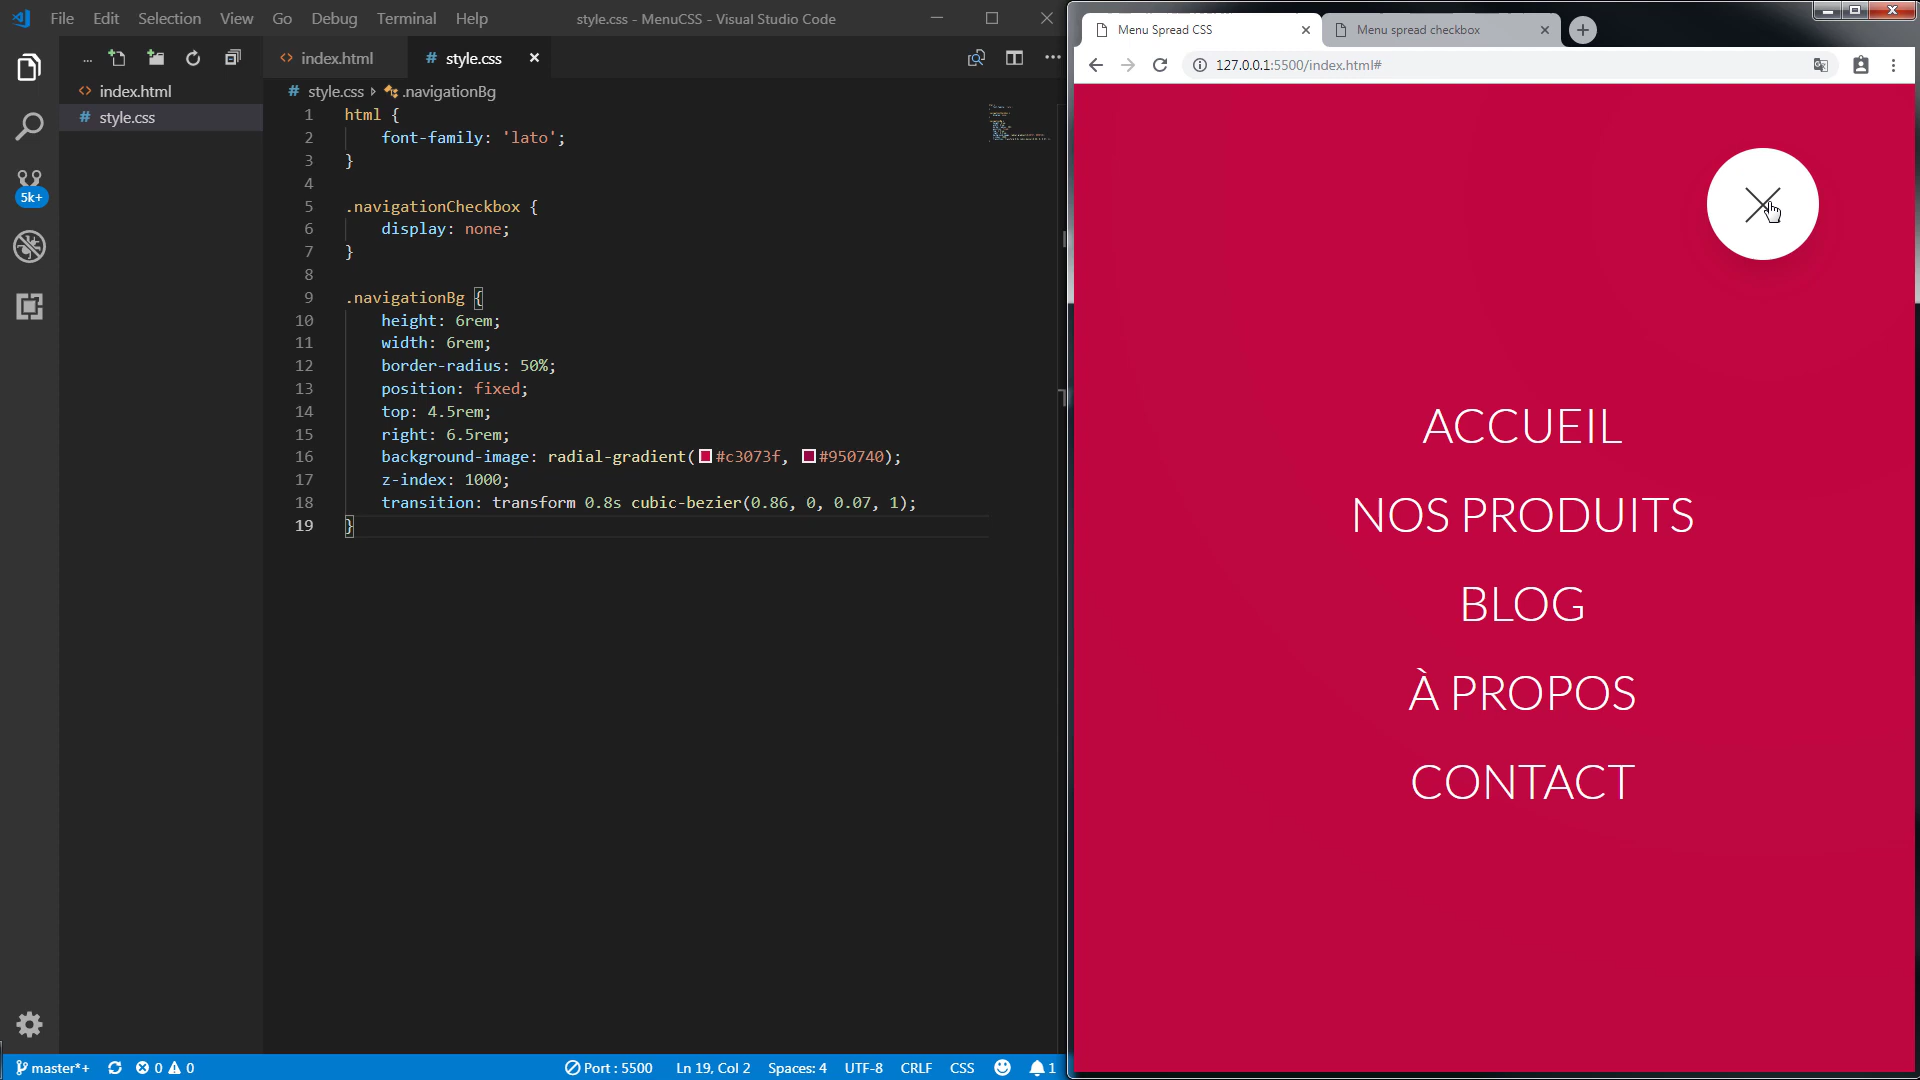 File Edit Selection View Go Debug Terminal Help
style.css - MenuCSS - Visual Studio Code
... index.html # style.css
<> index.html
# style.css
# style.css .navigationBg
1 html {
2 font-family: 'lato';
3 }
4
5 .navigationCheckbox {
6 display: none;
7 }
8
9 .navigationBg {
10 height: 6rem;
11 width: 6rem;
12 border-radius: 50%;
13 position: fixed;
14 top: 4.5rem;
15 right: 6.5rem;
16 background-image: radial-gradient(#c3073f, #950740);
17 z-index: 1000;
18 transition: transform 0.8s cubic-bezier(0.86, 0, 0.07, 1);
19 }
5k+
master*+ 0 0 Port : 5500 Ln 19, Col 2 Spaces: 4 UTF-8 CRLF CSS 1
Menu Spread CSS
Menu spread checkbox
127.0.0.1:5500/index.html#
ACCUEIL
NOS PRODUITS
BLOG
À PROPOS
CONTACT